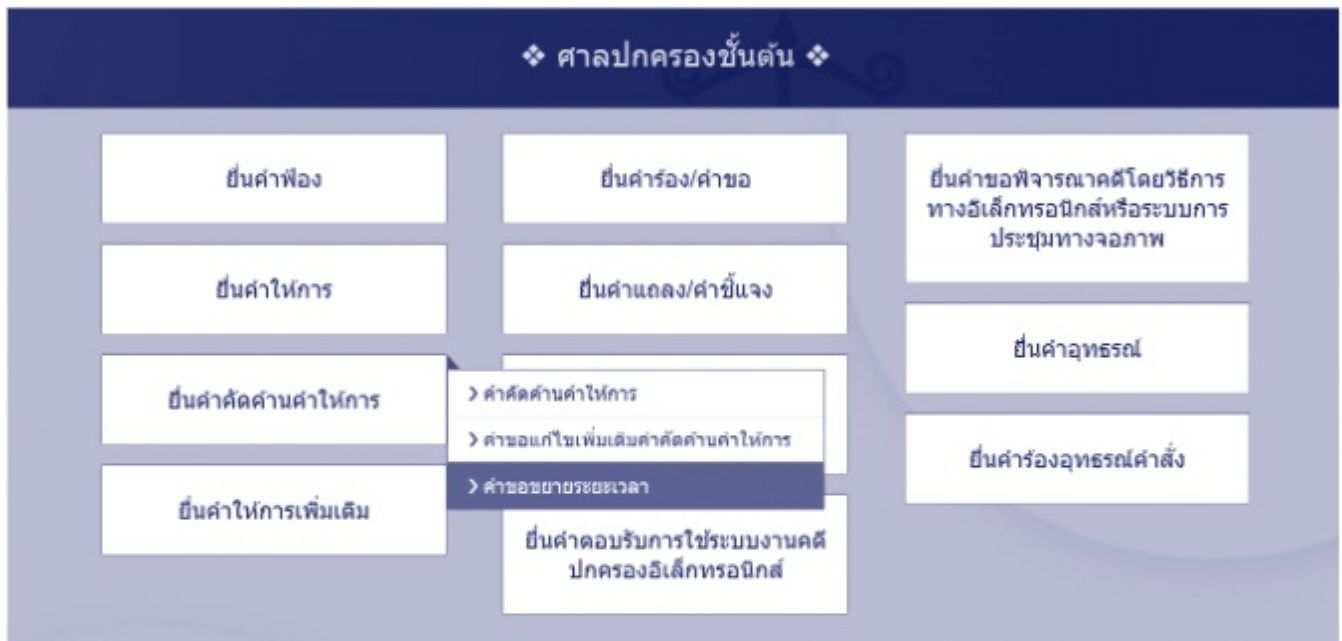 ❖ ศาลปกครองชั้นต้น ❖
ยื่นคำฟ้อง
ยื่นคำให้การ
ยื่นคำคัดค้านคำให้การ
> คำคัดค้านคำให้การ
> คำขอแก้ไขเพิ่มเติมคำคัดค้านคำให้การ
> คำขอขยายระยะเวลา
ยื่นคำให้การเพิ่มเติม
ยื่นคำร้อง/คำขอ
ยื่นคำแถลง/คำชี้แจง
ยื่นคำตอบรับการใช้ระบบงานคดี
ปกครองอิเล็กทรอนิกส์
ยื่นคำขอพิจารณาคดีโดยวิธีการ
ทางอิเล็กทรอนิกส์หรือระบบการ
ประชุมทางจอภาพ
ยื่นคำอุทธรณ์
ยื่นคำร้องอุทธรณ์คำสั่ง